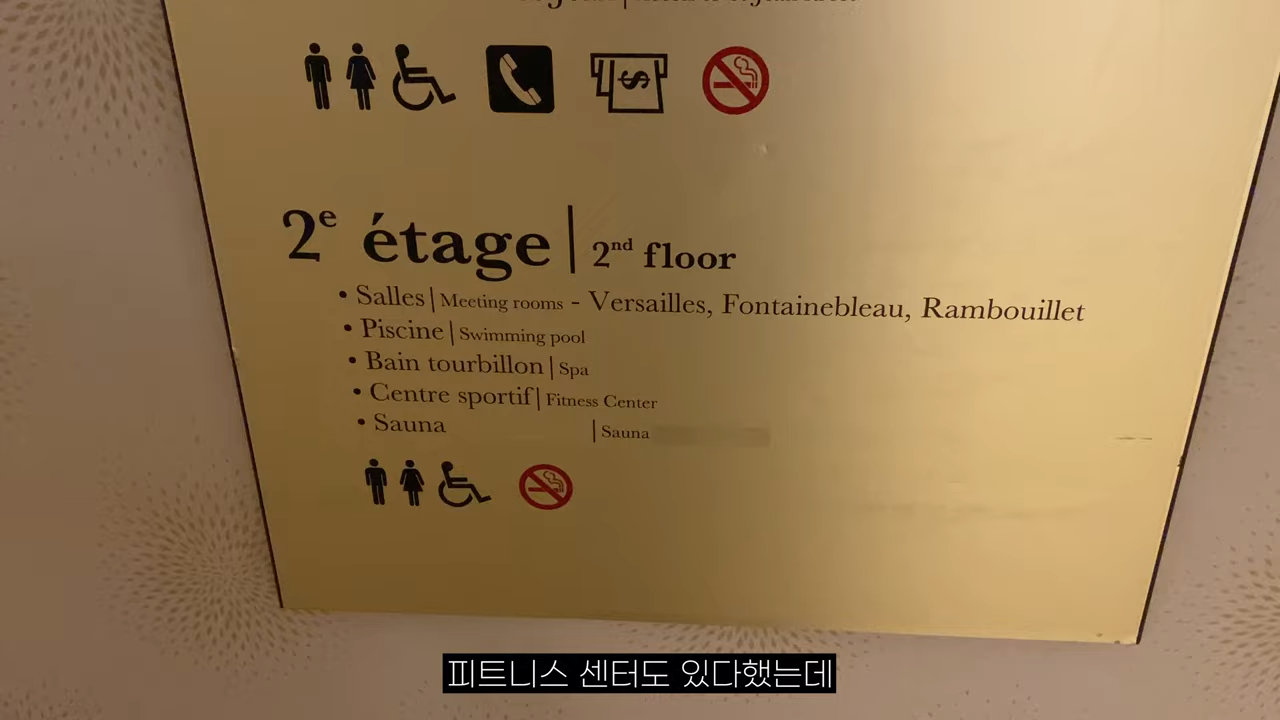 2e étage | 2nd floor
• Salles | Meeting rooms - Versailles, Fontainebleau, Rambouillet
• Piscine | Swimming pool
• Bain tourbillon | Spa
• Centre sportif | Fitness Center
• Sauna | Sauna
피트니스 센터도 있다했는데